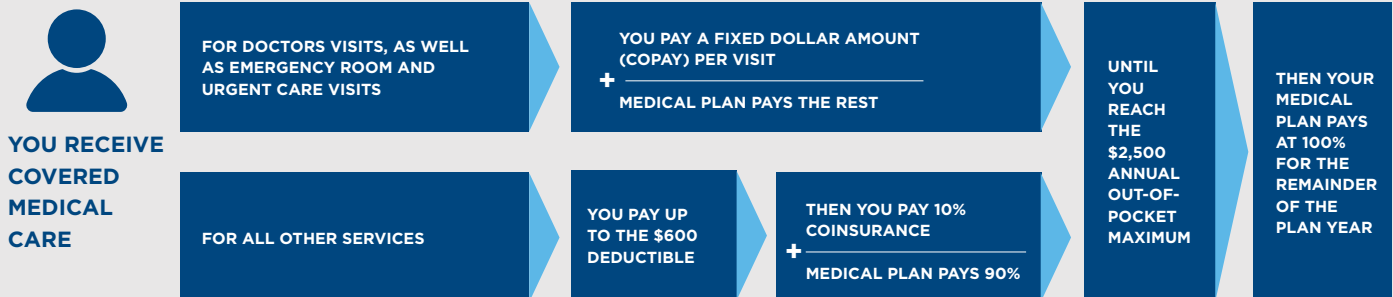 YOU RECEIVE
COVERED
MEDICAL
CARE
FOR DOCTORS VISITS, AS WELL
AS EMERGENCY ROOM AND
URGENT CARE VISITS
YOU PAY A FIXED DOLLAR AMOUNT
(COPAY) PER VISIT
+
MEDICAL PLAN PAYS THE REST
FOR ALL OTHER SERVICES
YOU PAY UP
TO THE $600
DEDUCTIBLE
THEN YOU PAY 10%
COINSURANCE
+
MEDICAL PLAN PAYS 90%
UNTIL
YOU
REACH
THE
$2,500
ANNUAL
OUT-OF-
POCKET
MAXIMUM
THEN YOUR
MEDICAL
PLAN PAYS
AT 100%
FOR THE
REMAINDER
OF THE
PLAN YEAR